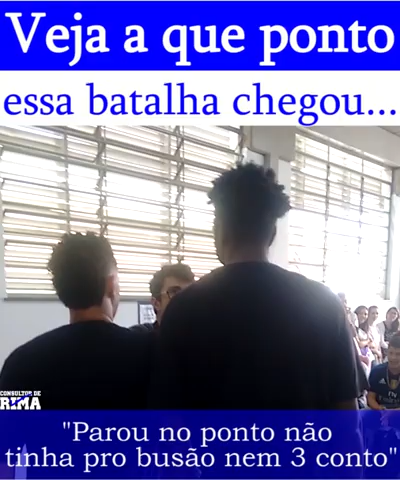 Veja a que ponto
essa batalha chegou...
CONSULTOR DE
RIMA
"Parou no ponto não
tinha pro busão nem 3 conto"